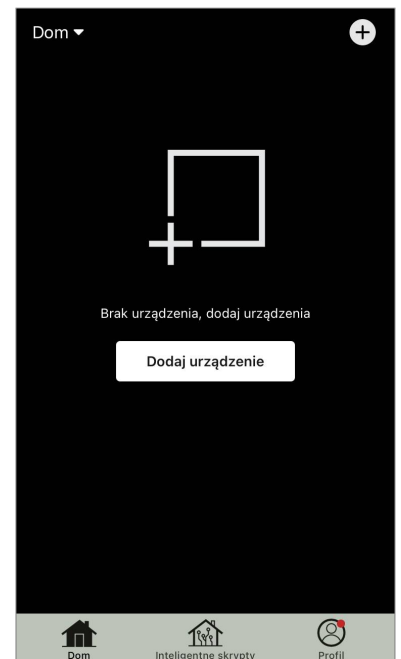 Dom
Brak urządzenia, dodaj urządzenia
Dodaj urządzenie
Dom
Inteligentne skrypty
Profil